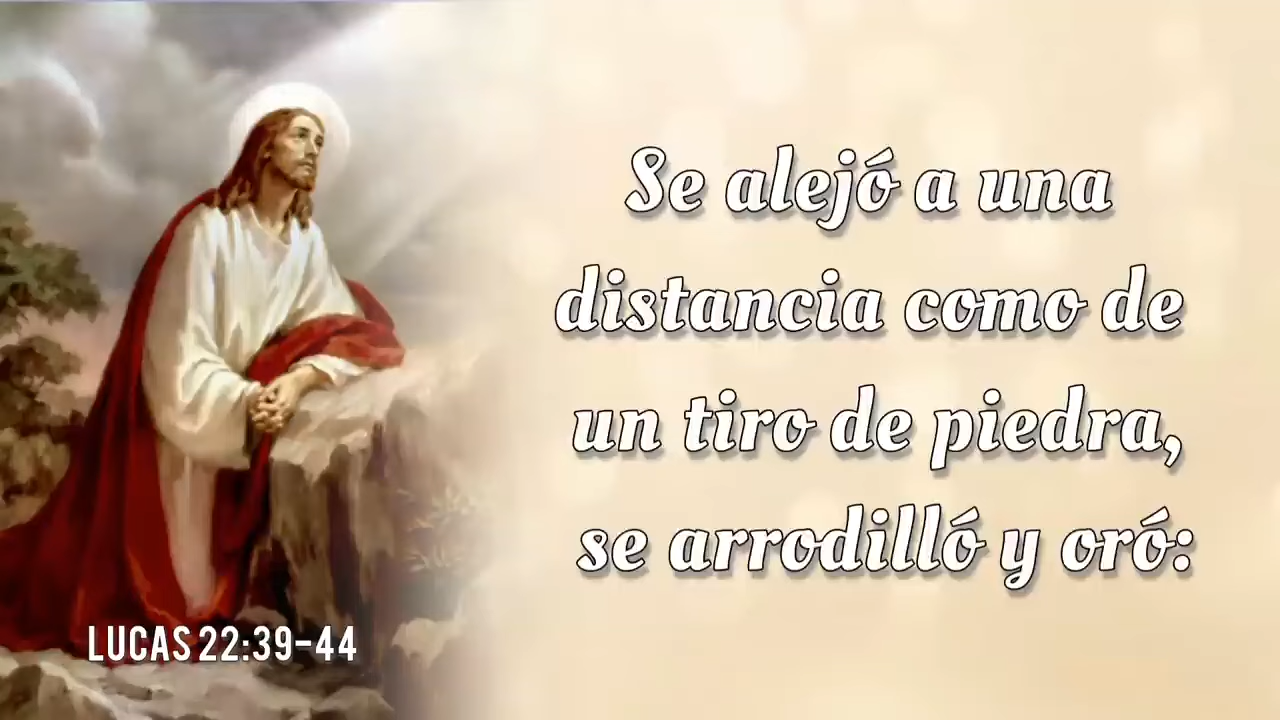 Se alejó a una
distancia como de
un tiro de piedra,
se arrodilló y oró:
LUCAS 22:39-44